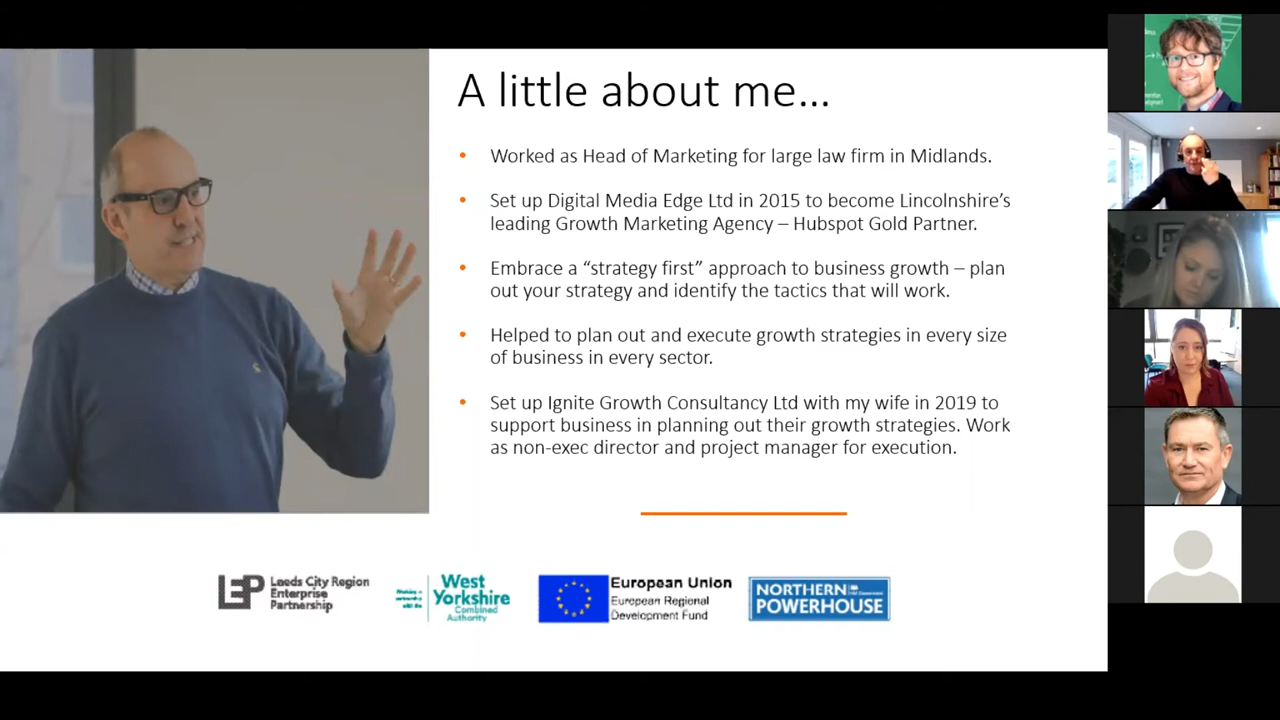 A little about me...
• Worked as Head of Marketing for large law firm in Midlands.
• Set up Digital Media Edge Ltd in 2015 to become Lincolnshire’s
leading Growth Marketing Agency – Hubspot Gold Partner.
• Embrace a “strategy first” approach to business growth – plan
out your strategy and identify the tactics that will work.
• Helped to plan out and execute growth strategies in every size
of business in every sector.
• Set up Ignite Growth Consultancy Ltd with my wife in 2019 to
support business in planning out their growth strategies. Work
as non-exec director and project manager for execution.
LEP
Leeds City Region
Enterprise
Partnership
West
Yorkshire
Combined
Authority
European Union
European Regional
Development Fund
NORTHERN
POWERHOUSE